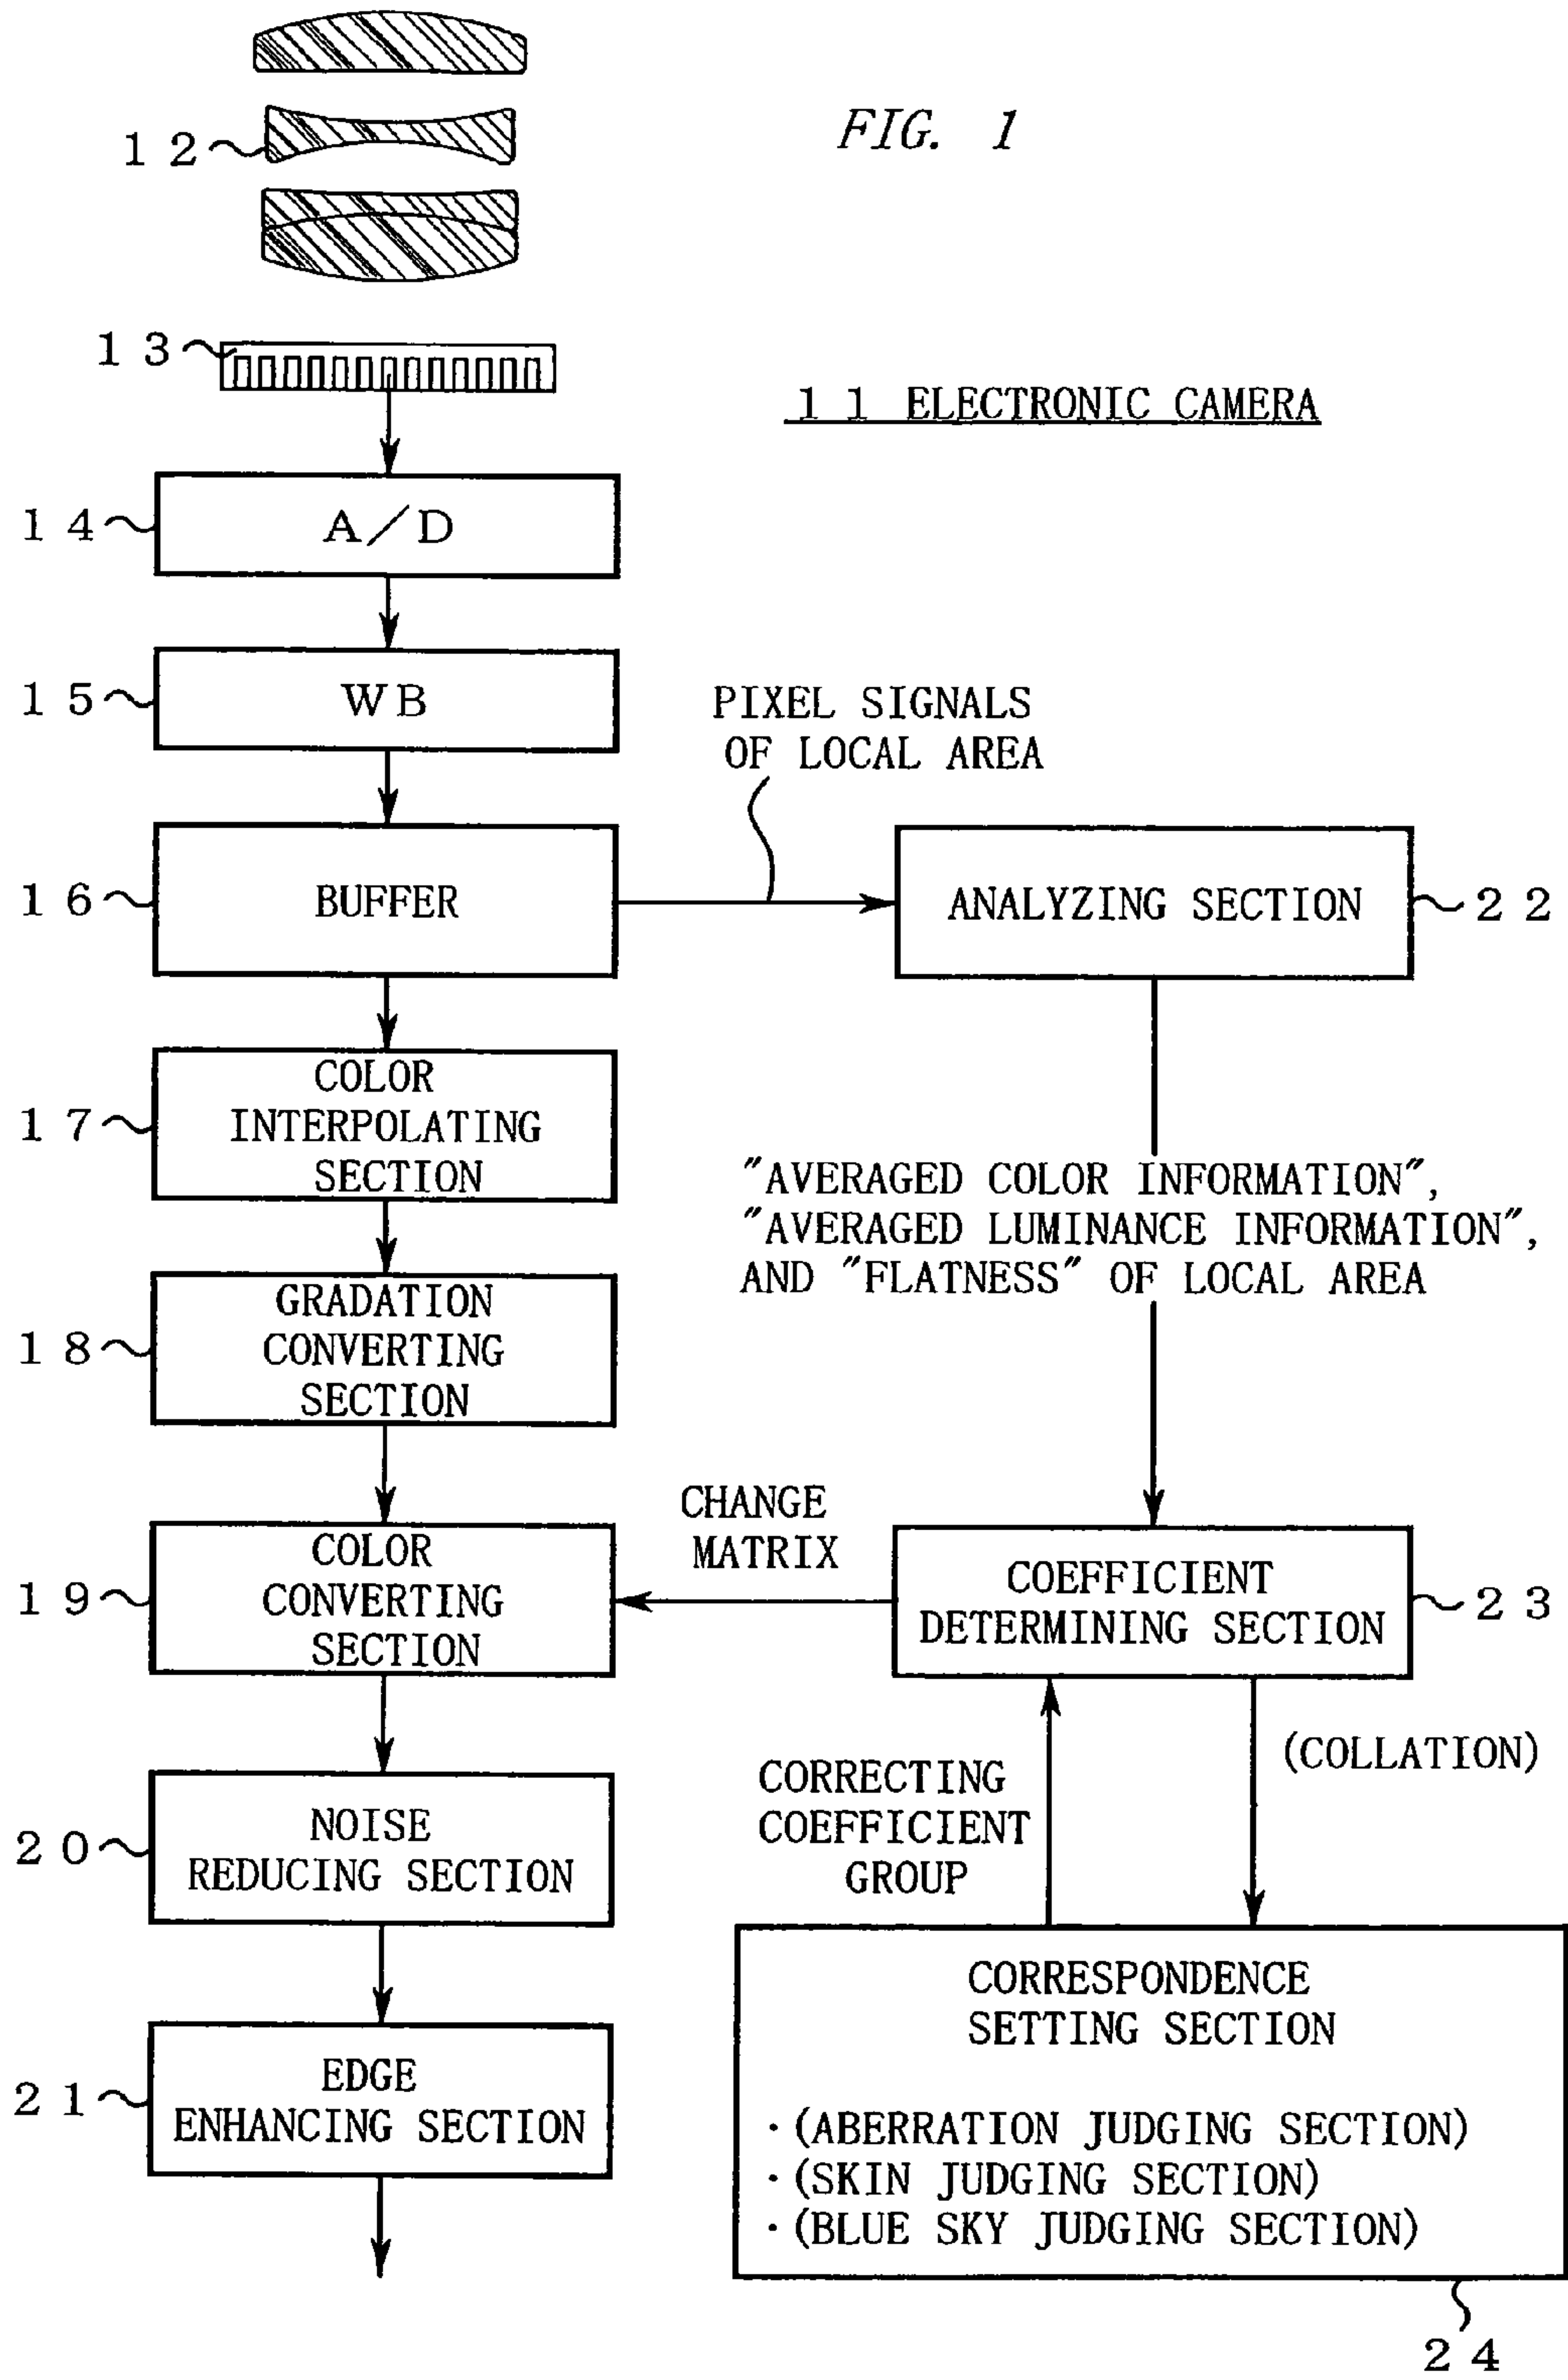 FIG. 1
12
13
11 ELECTRONIC CAMERA
14
A/D
15
WB
PIXEL SIGNALS
OF LOCAL AREA
16
BUFFER
ANALYZING SECTION
22
17
COLOR
INTERPOLATING
SECTION
"AVERAGED COLOR INFORMATION",
"AVERAGED LUMINANCE INFORMATION",
AND "FLATNESS" OF LOCAL AREA
18
GRADATION
CONVERTING
SECTION
CHANGE
MATRIX
19
COLOR
CONVERTING
SECTION
COEFFICIENT
DETERMINING SECTION
23
(COLLATION)
CORRECTING
COEFFICIENT
GROUP
20
NOISE
REDUCING SECTION
CORRESPONDENCE
SETTING SECTION
21
EDGE
ENHANCING SECTION
·(ABERRATION JUDGING SECTION)
·(SKIN JUDGING SECTION)
·(BLUE SKY JUDGING SECTION)
24